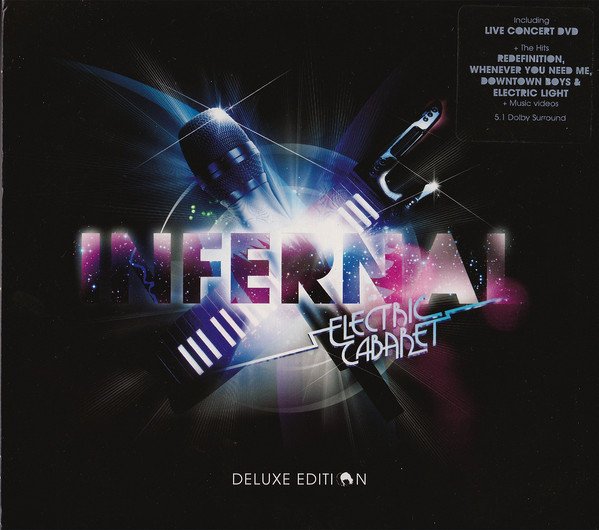 Including
LIVE CONCERT DVD
+ The Hits
REDEFINITION,
WHENEVER YOU NEED ME,
DOWNTOWN BOYS &
ELECTRIC LIGHT
+ Music videos
5.1 Dolby Surround
INFERNAL
ELECTRIC
CABARET
DELUXE EDITION